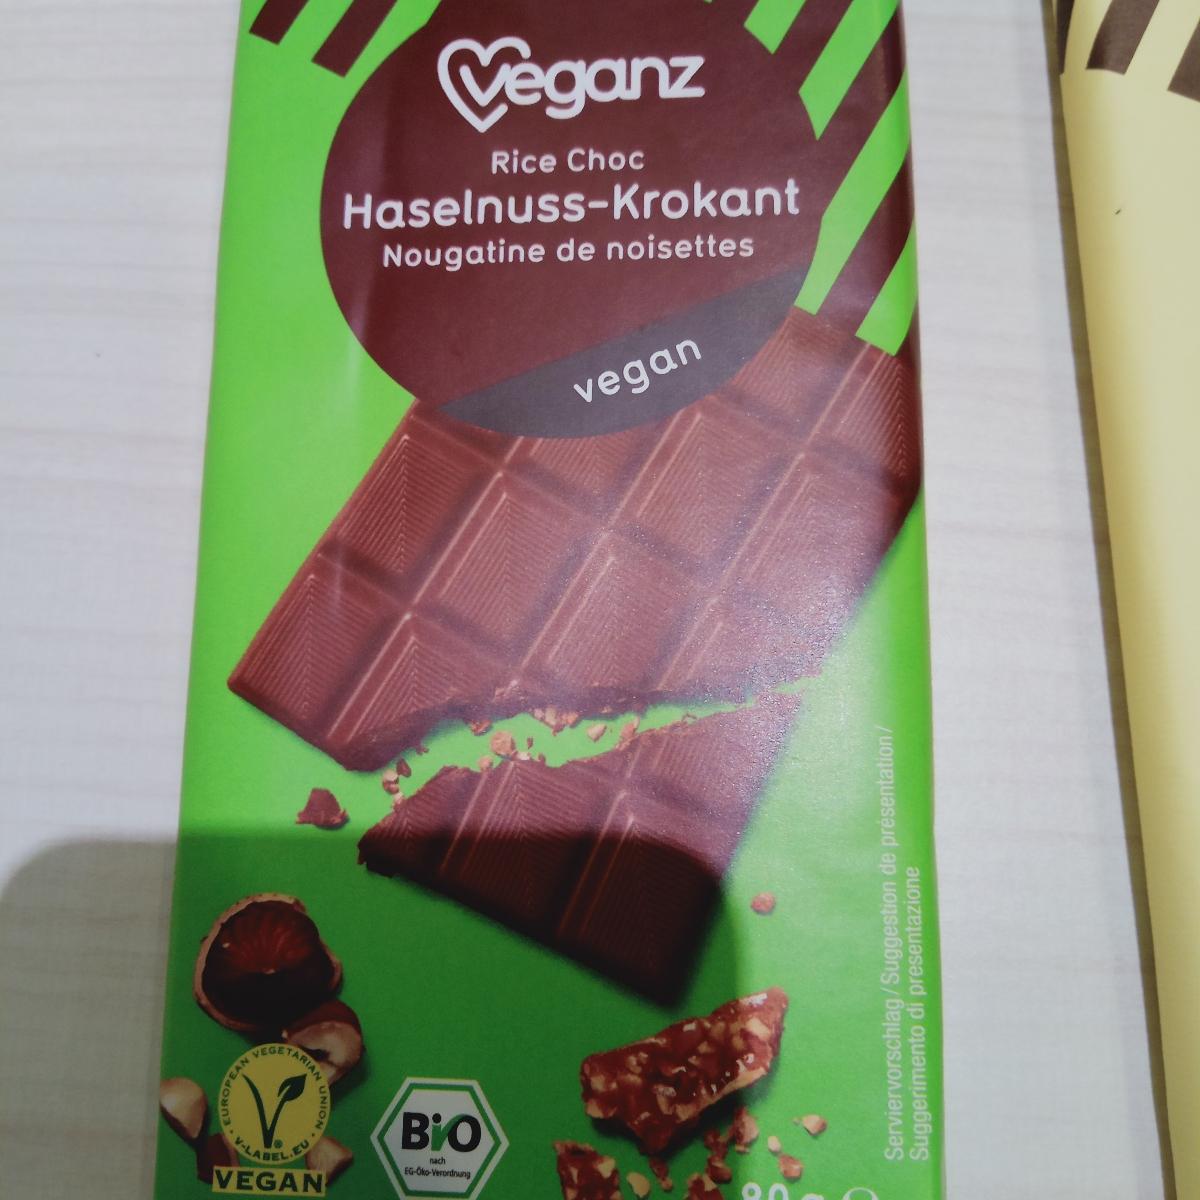 veganz
Rice Choc
Haselnuss-Krokant
Nougatine de noisettes
vegan
Serviervorschlag / Suggestion de présentation /
Suggerimento di presentazione
EUROPEAN VEGETARIAN UNION
V-LABEL.EU
VEGAN
BiO
nach
EG-Öko-Verordnung
80 g